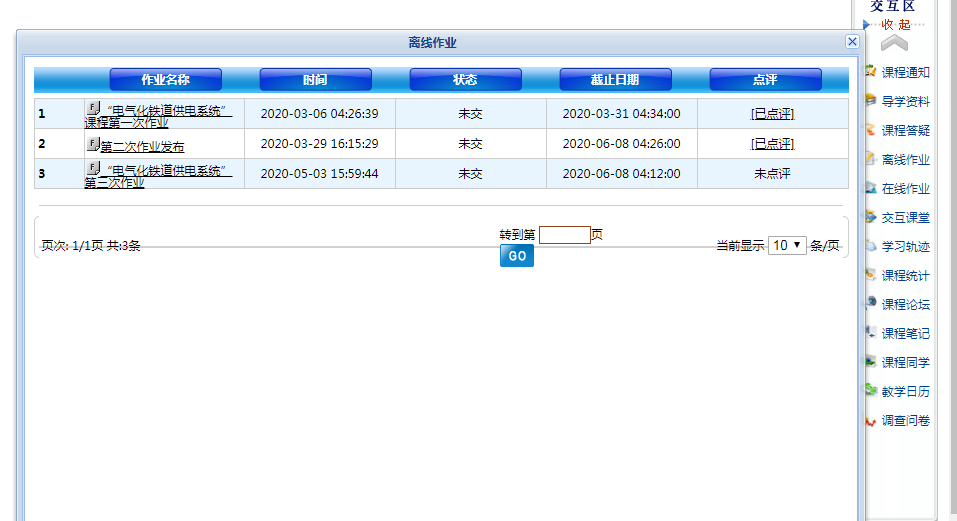 交互区
收 起
离线作业
作业名称 时间 状态 截止日期 点评
1 “电气化铁道供电系统” 2020-03-06 04:26:39 未交 2020-03-31 04:34:00 [已点评]
课程第一次作业
2 第二次作业发布 2020-03-29 16:15:29 未交 2020-06-08 04:26:00 [已点评]
3 “电气化铁道供电系统” 2020-05-03 15:59:44 未交 2020-06-08 04:12:00 未点评
第三次作业
页次: 1/1页 共:3条 转到第 页 当前显示 10 条/页
GO
课程通知
导学资料
课程答疑
离线作业
在线作业
交互课堂
学习轨迹
课程统计
课程论坛
课程笔记
课程同学
教学日历
调查问卷